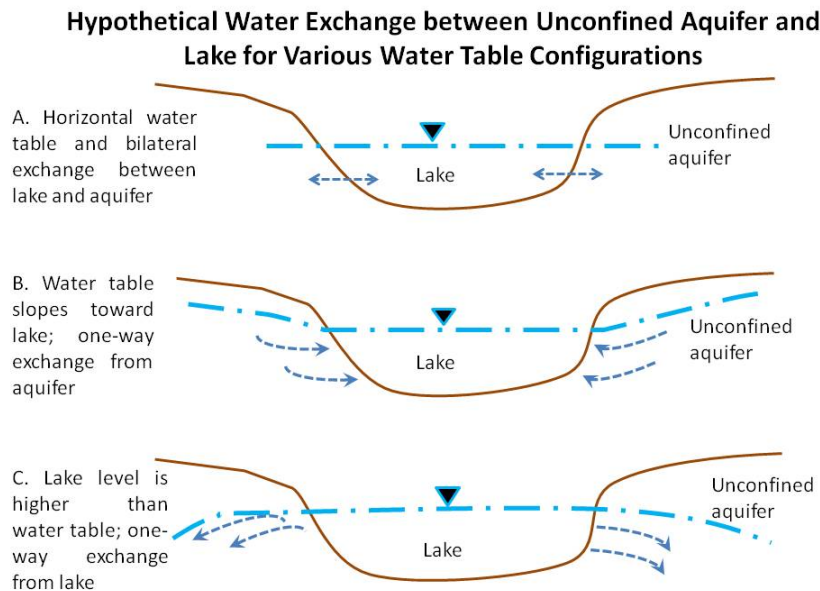 Hypothetical Water Exchange between Unconfined Aquifer and
Lake for Various Water Table Configurations
A. Horizontal water
table and bilateral
exchange between
lake and aquifer
Lake
Unconfined
aquifer
B. Water table
slopes toward
lake; one-way
exchange from
aquifer
Lake
Unconfined
aquifer
C. Lake level is
higher than
water table; one-
way exchange
from lake
Lake
Unconfined
aquifer